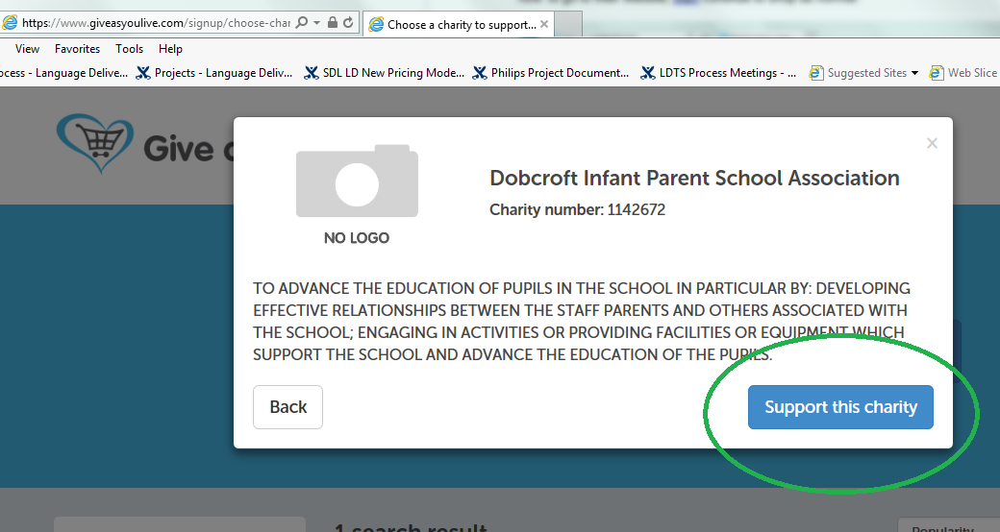 https://www.giveasyoulive.com/signup/choose-char
Choose a charity to support...
View Favorites Tools Help
ocess - Language Delive... Projects - Language Deliv... SDL LD New Pricing Mode... Philips Project Document... LDTS Process Meetings - ... Suggested Sites Web Slice
Give
Dobcroft Infant Parent School Association
Charity number: 1142672
NO LOGO
TO ADVANCE THE EDUCATION OF PUPILS IN THE SCHOOL IN PARTICULAR BY: DEVELOPING
EFFECTIVE RELATIONSHIPS BETWEEN THE STAFF PARENTS AND OTHERS ASSOCIATED WITH
THE SCHOOL; ENGAGING IN ACTIVITIES OR PROVIDING FACILITIES OR EQUIPMENT WHICH
SUPPORT THE SCHOOL AND ADVANCE THE EDUCATION OF THE PUPILS.
Back Support this charity
1 search result
Popularity